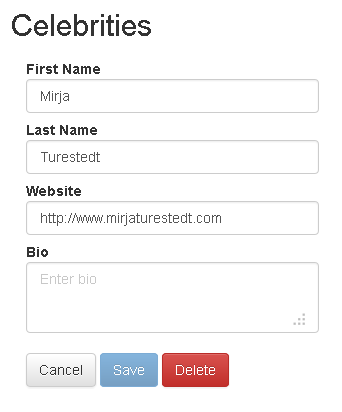 Celebrities
First Name
Mirja
Last Name
Turestedt
Website
http://www.mirjaturestedt.com
Bio
Enter bio
Cancel Save Delete